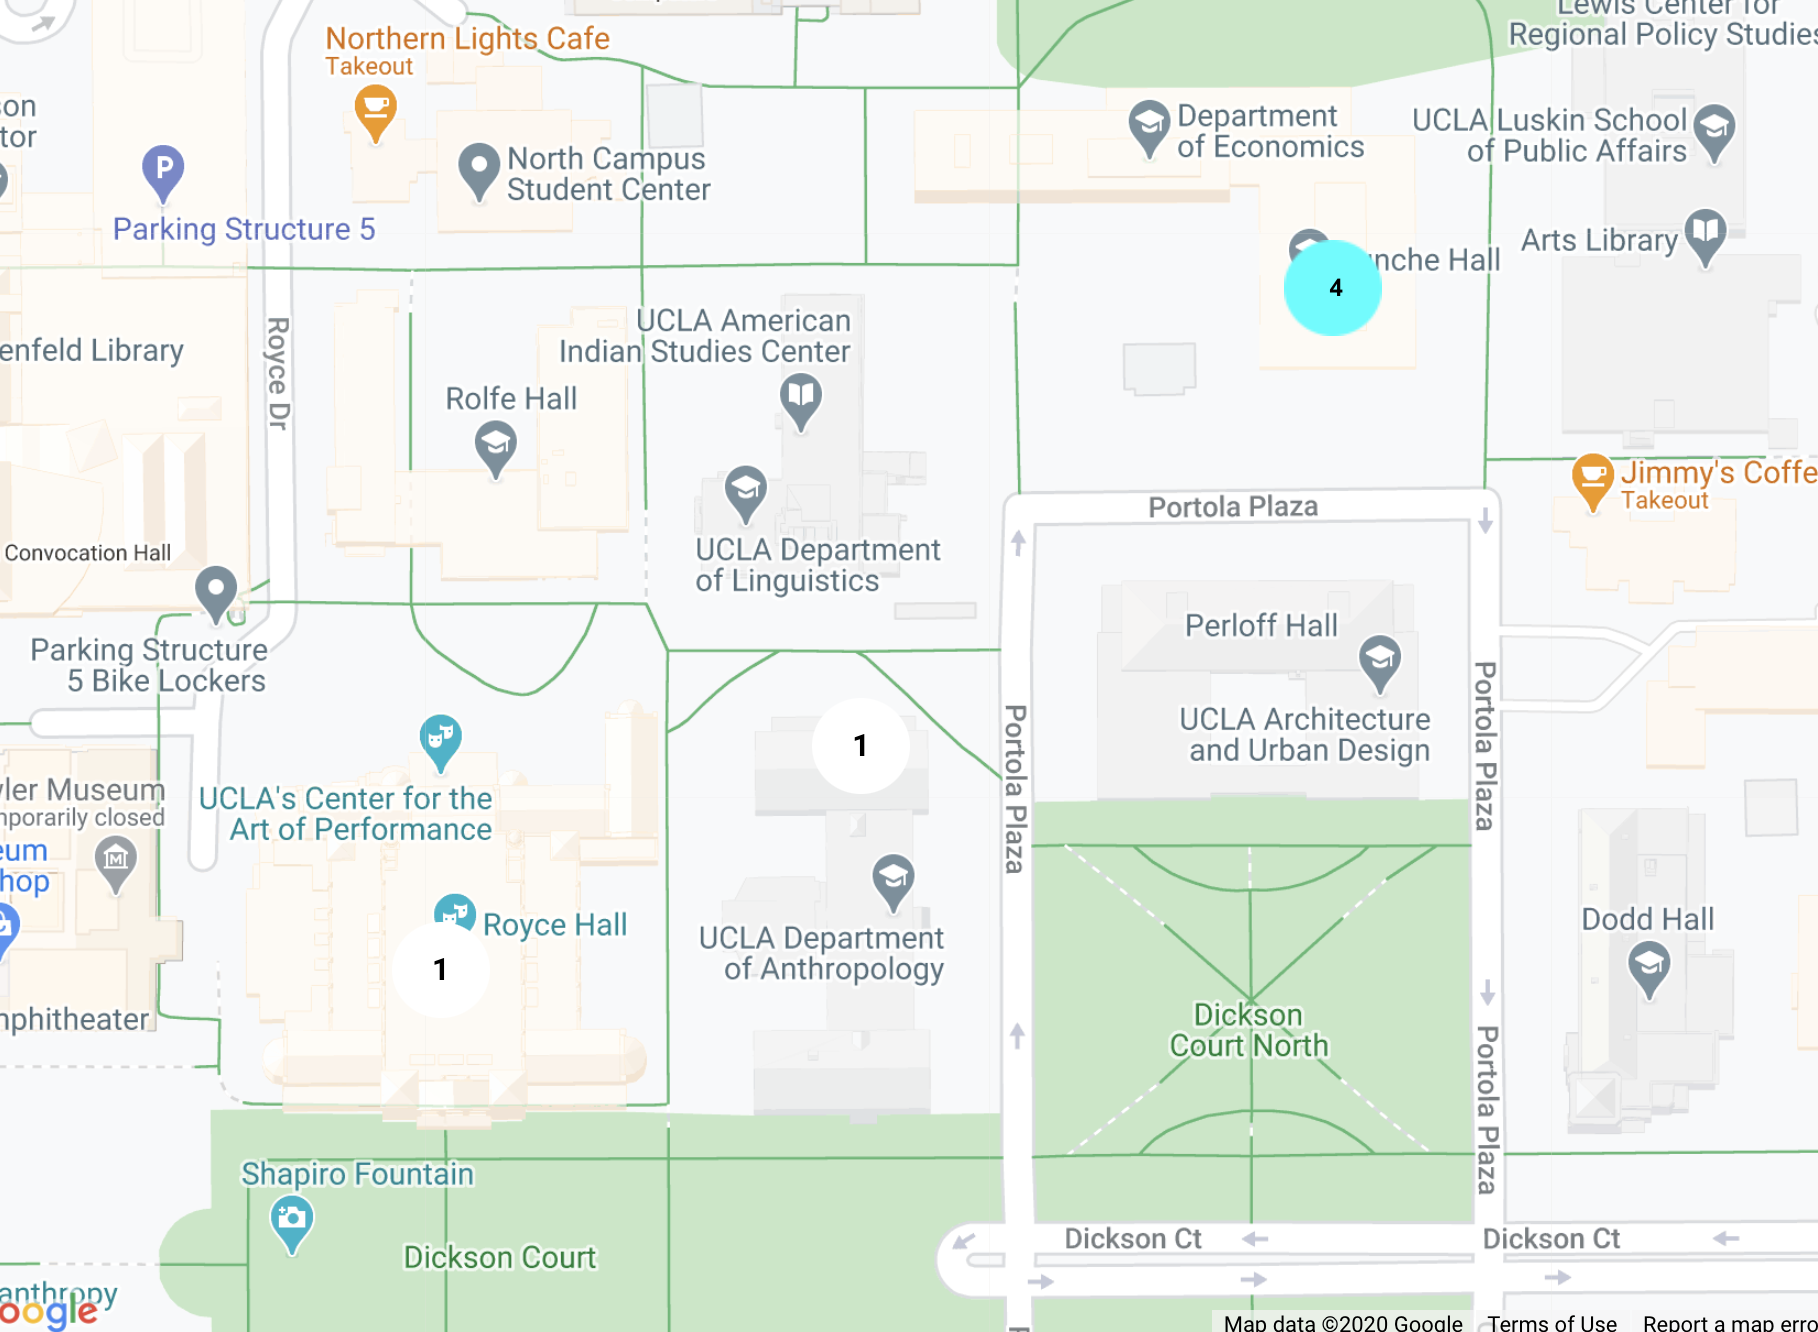 Lewis Center for
Regional Policy Studies
Northern Lights Cafe
Takeout
son
tor
Department
of Economics
UCLA Luskin School
of Public Affairs
P
North Campus
Student Center
Parking Structure 5
Arts Library
nche Hall
4
UCLA American
Indian Studies Center
enfeld Library
Royce Dr
Rolfe Hall
Jimmy's Coffe
Takeout
Portola Plaza
Convocation Hall
UCLA Department
of Linguistics
Perloff Hall
Parking Structure
5 Bike Lockers
UCLA Architecture
and Urban Design
Portola Plaza
Portola Plaza
1
wler Museum
mporarily closed
UCLA's Center for the
Art of Performance
eum
hop
M
Royce Hall
1
UCLA Department
of Anthropology
Dodd Hall
mphitheater
Dickson
Court North
Portola Plaza
Shapiro Fountain
Dickson Court
Dickson Ct
Dickson Ct
anthropy
oogle
Map data ©2020 Google
Terms of Use
Report a map erro